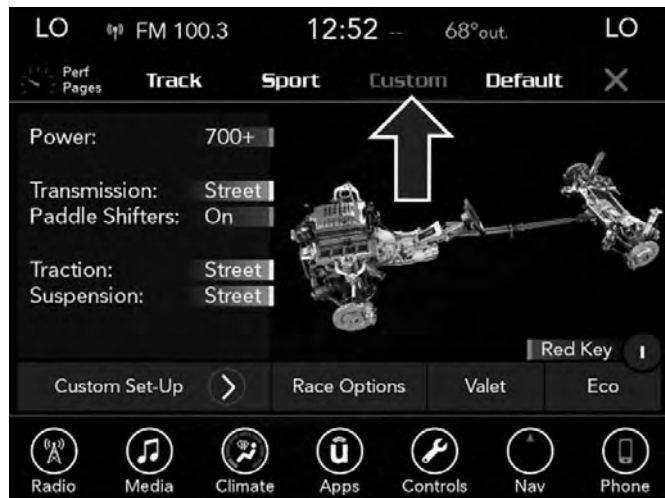 LO FM 100.3 12:52 -- 68°out. LO
Perf
Pages
Track Sport Custom Default
Power: 700+
Transmission: Street
Paddle Shifters: On
Traction: Street
Suspension: Street
Red Key
Custom Set-Up Race Options Valet Eco
Radio Media Climate Apps Controls Nav Phone